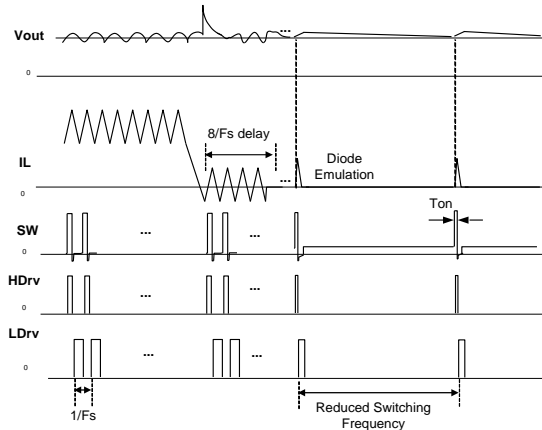 Vout
...
0
8/Fs delay
Diode
Emulation
IL
...
0
Ton
SW
...
...
0
HDrv
...
...
0
LDrv
...
...
0
1/Fs
Reduced Switching
Frequency